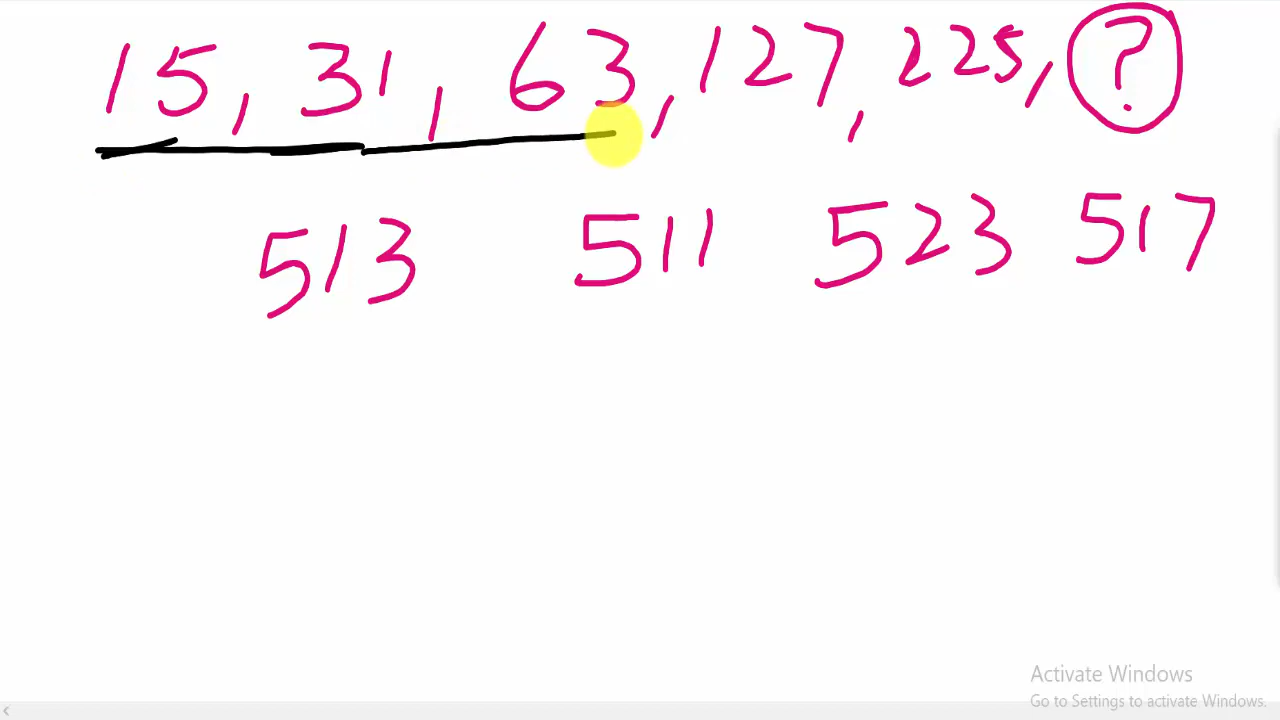 15, 31, 63, 127, 225, ?
513 511 523 517
Activate Windows
Go to Settings to activate Windows.